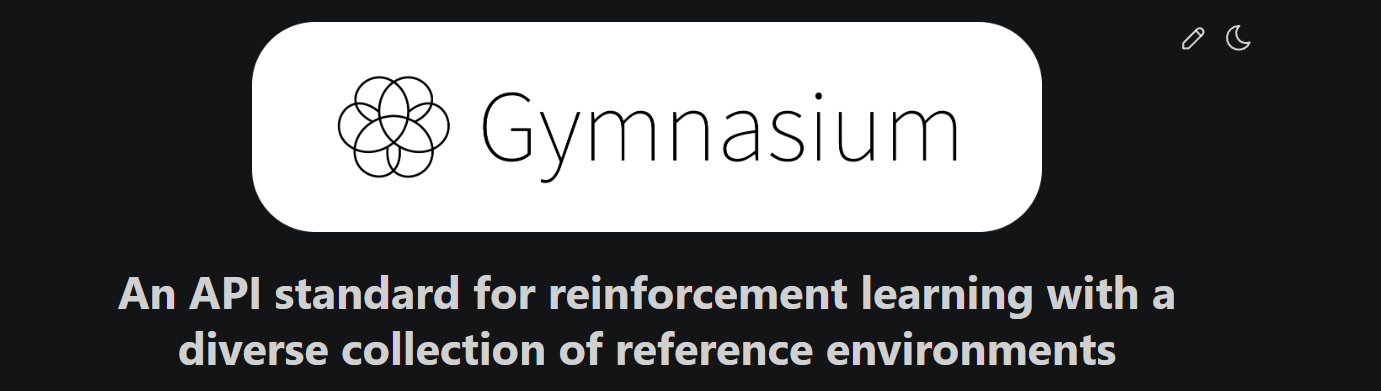 Gymnasium
An API standard for reinforcement learning with a
diverse collection of reference environments